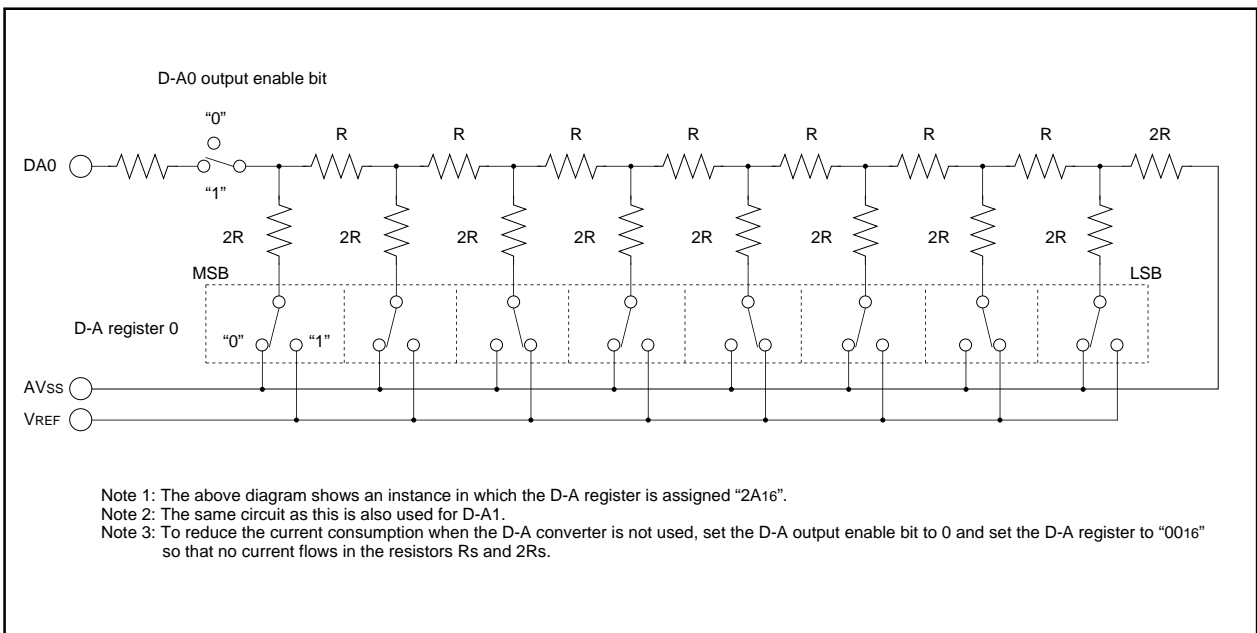 D-A0 output enable bit
“0”
R R R R R R R 2R
DA0
“1”
2R 2R 2R 2R 2R 2R 2R 2R
MSB LSB
D-A register 0
“0” “1”
AVSS
VREF
Note 1: The above diagram shows an instance in which the D-A register is assigned “2A16”.
Note 2: The same circuit as this is also used for D-A1.
Note 3: To reduce the current consumption when the D-A converter is not used, set the D-A output enable bit to 0 and set the D-A register to “0016”
so that no current flows in the resistors Rs and 2Rs.